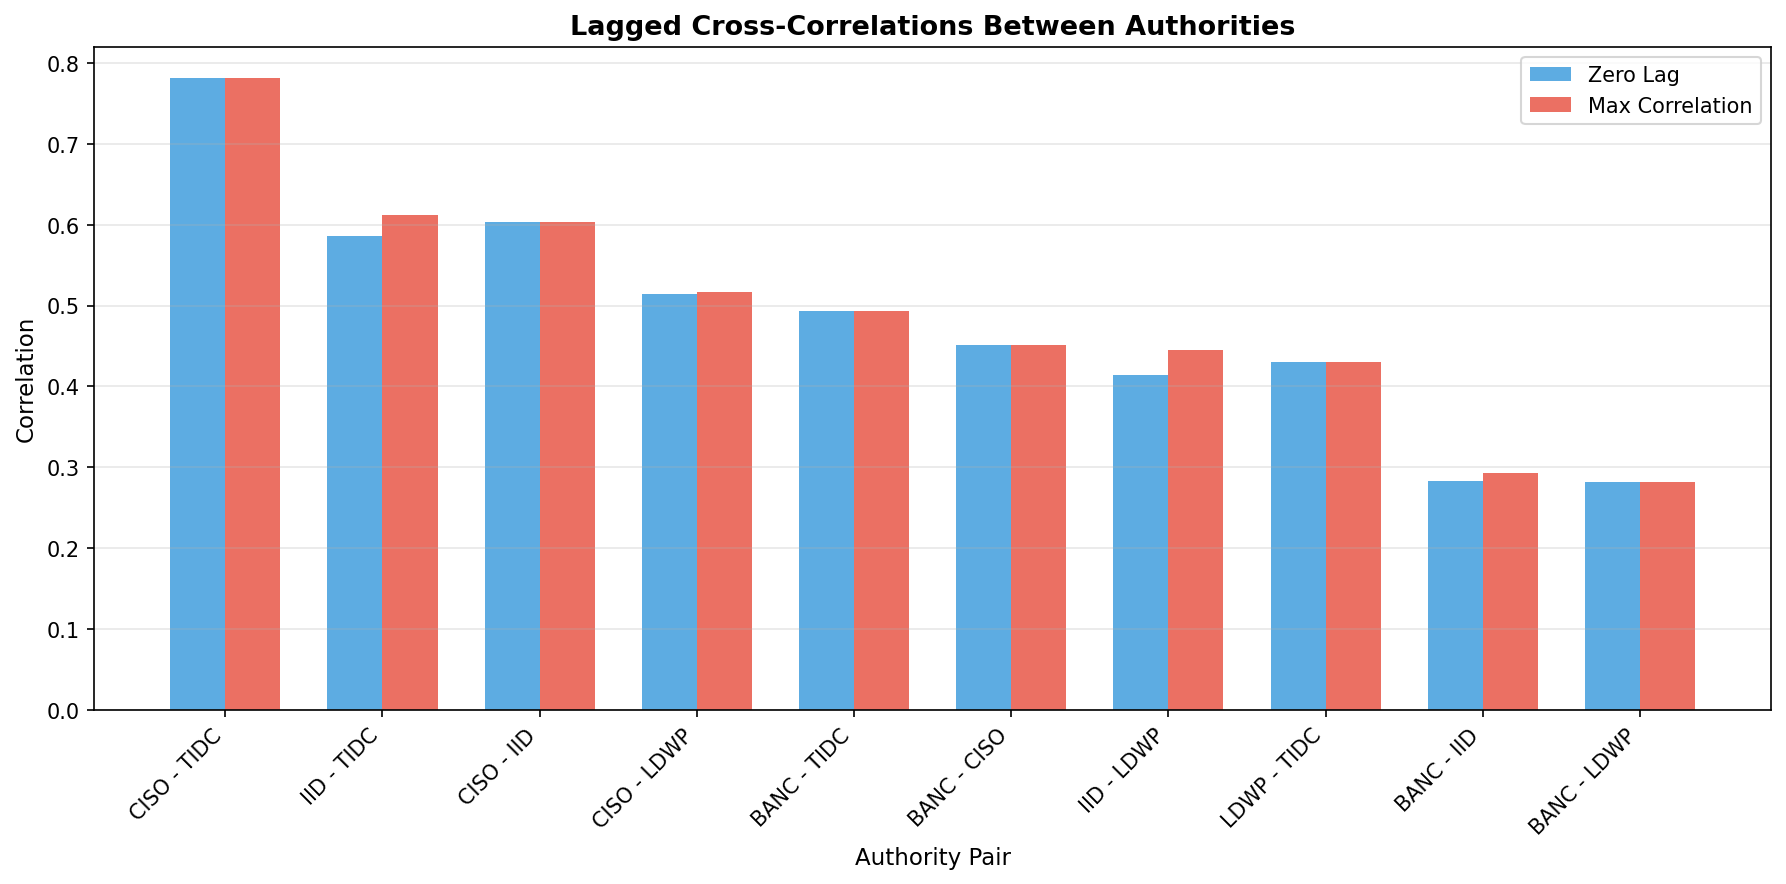 Lagged Cross-Correlations Between Authorities
Zero Lag
Max Correlation
Correlation
0.8
0.7
0.6
0.5
0.4
0.3
0.2
0.1
0.0
CISO - TIDC
IID - TIDC
CISO - IID
CISO - LDWP
BANC - TIDC
BANC - CISO
IID - LDWP
LDWP - TIDC
BANC - IID
BANC - LDWP
Authority Pair